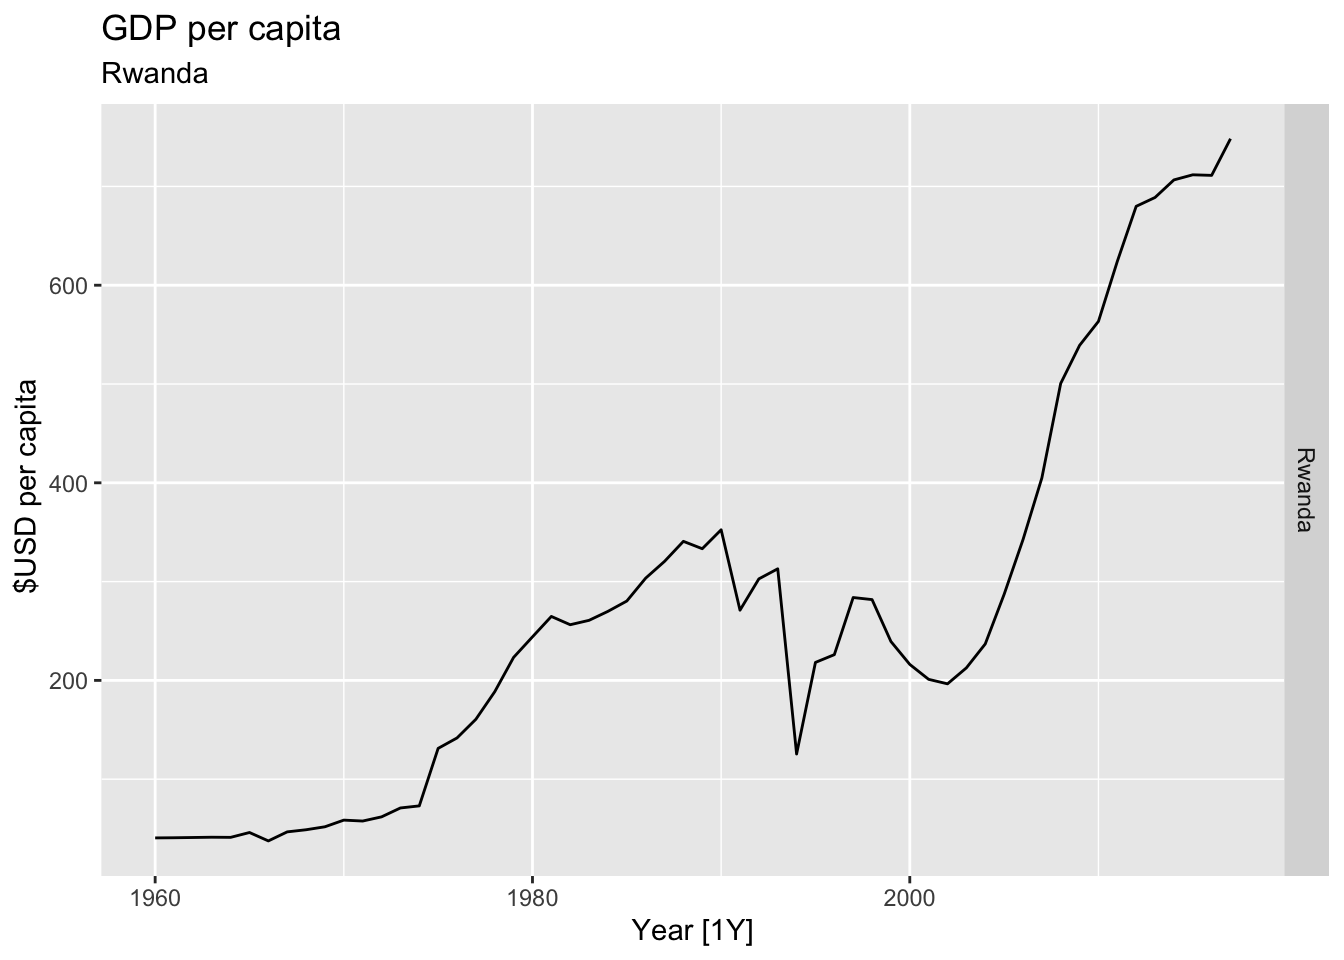 GDP per capita
Rwanda
$USD per capita
600
400
200
Rwanda
1960
1980
2000
Year [1Y]